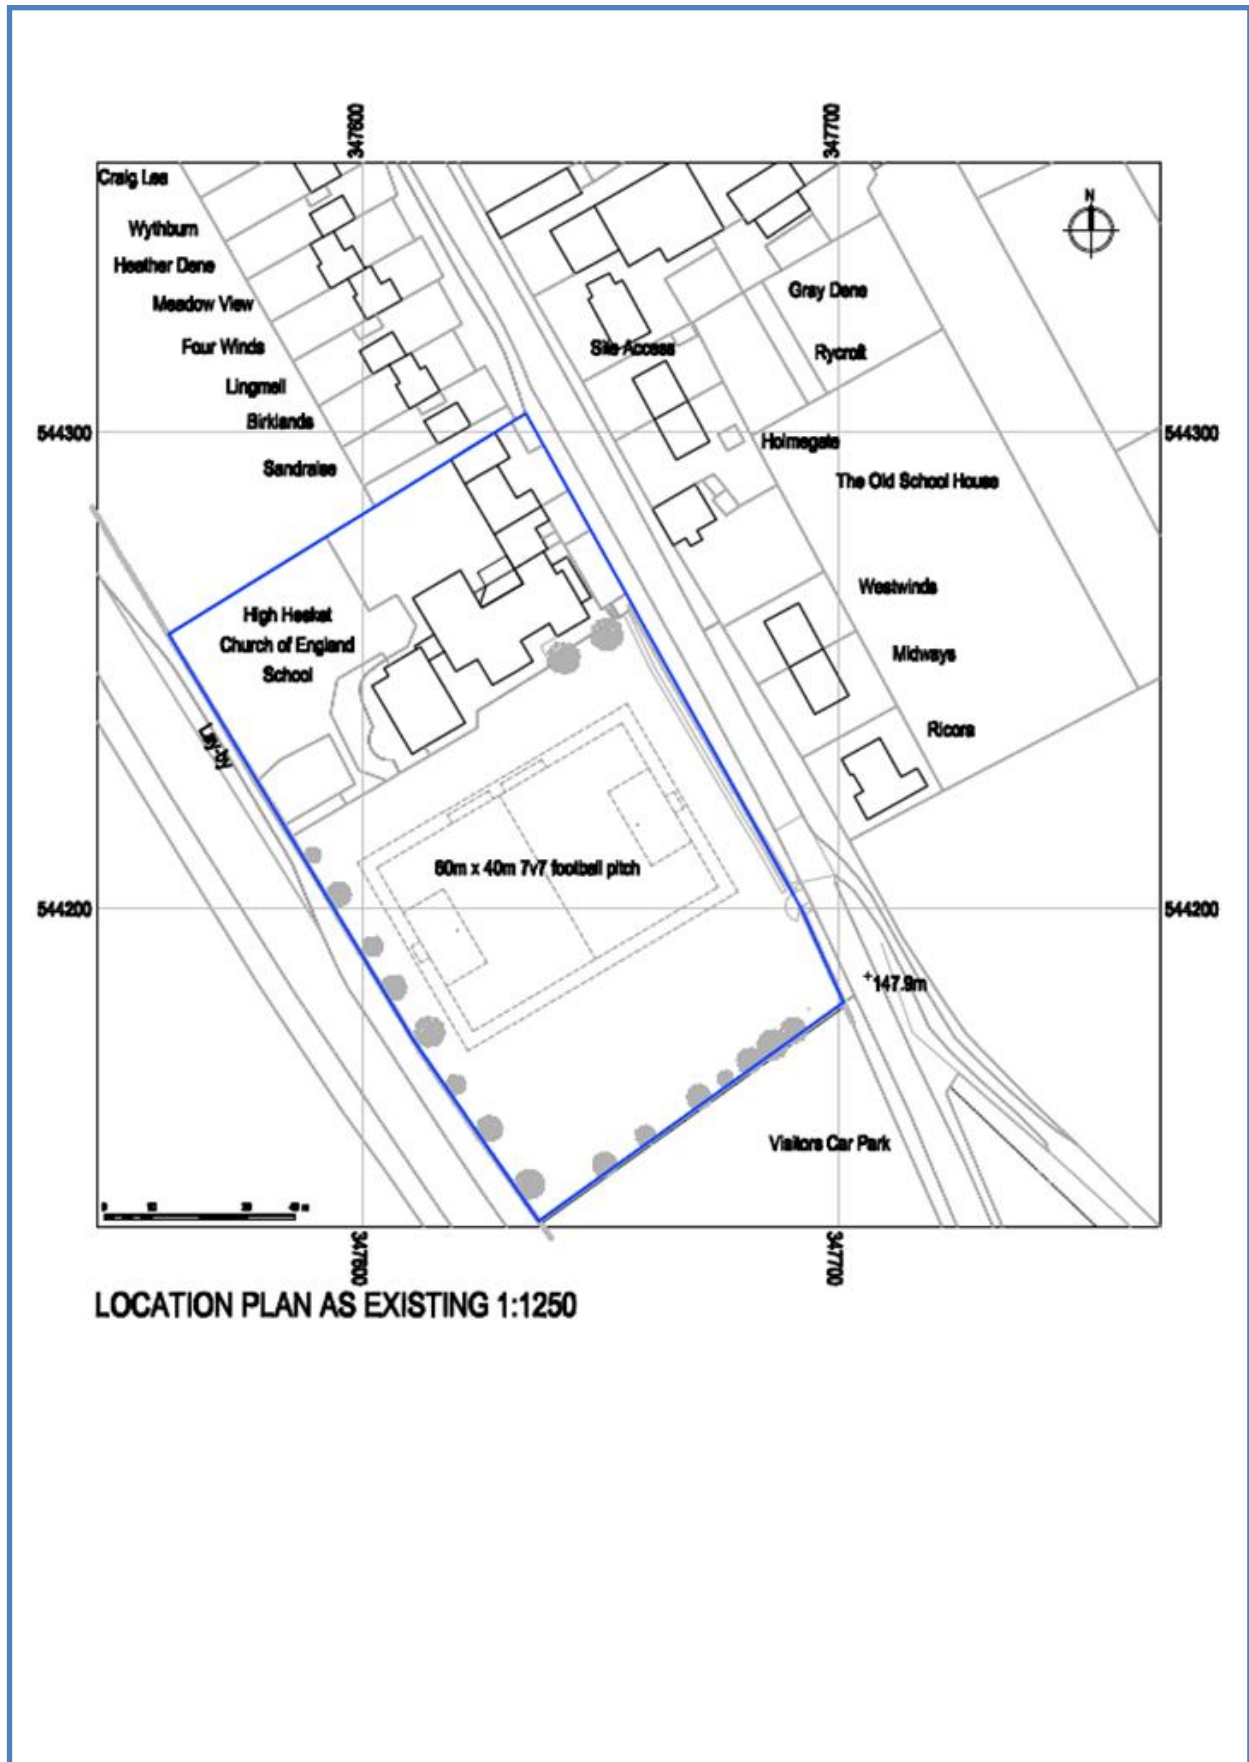 347600
347700
N
Craig Lea
Wythburn
Heather Dene
Meadow View
Four Winds
Lingmell
Birklands
Sandraise
Gray Dene
Site Access
Rycroft
544300
544300
Holmegate
The Old School House
Westwinds
Midways
Ricora
High Hesket
Church of England
School
Lay-by
60m x 40m 7v7 football pitch
544200
544200
+147.9m
Visitors Car Park
347600
347700
LOCATION PLAN AS EXISTING 1:1250